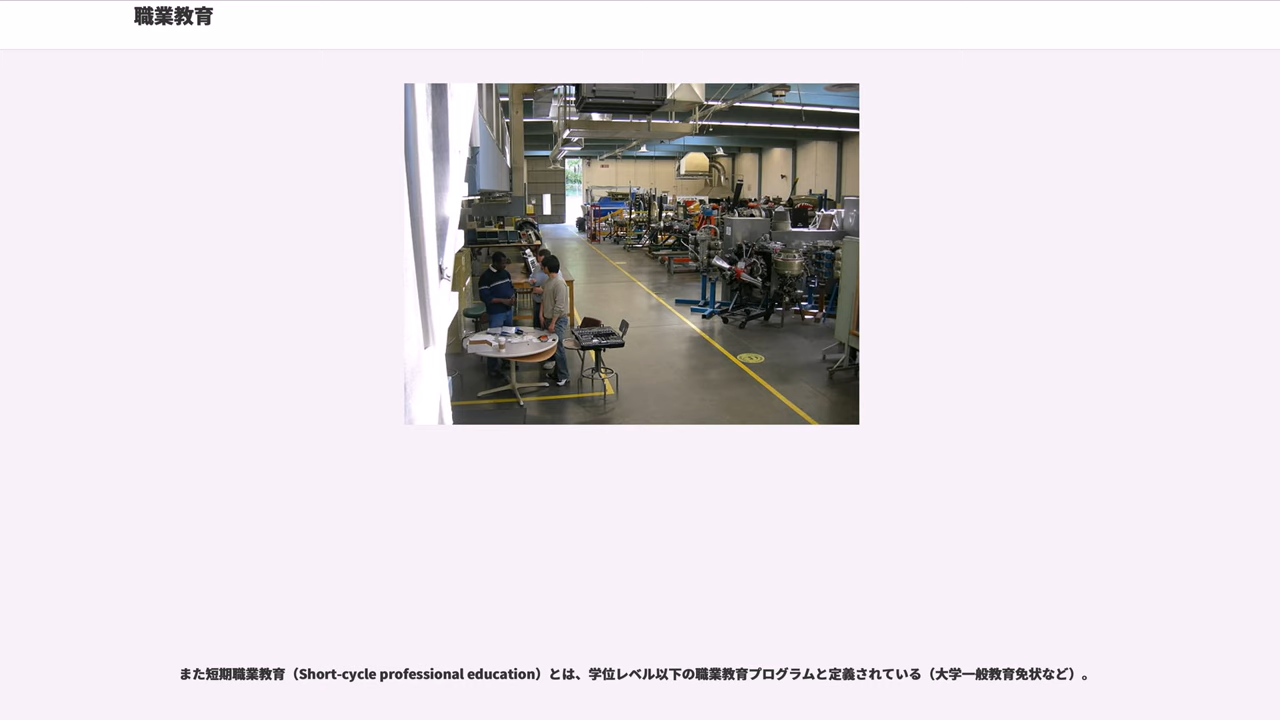 職業教育
また短期職業教育（Short-cycle professional education）とは、学位レベル以下の職業教育プログラムと定義されている（大学一般教育免状など）。